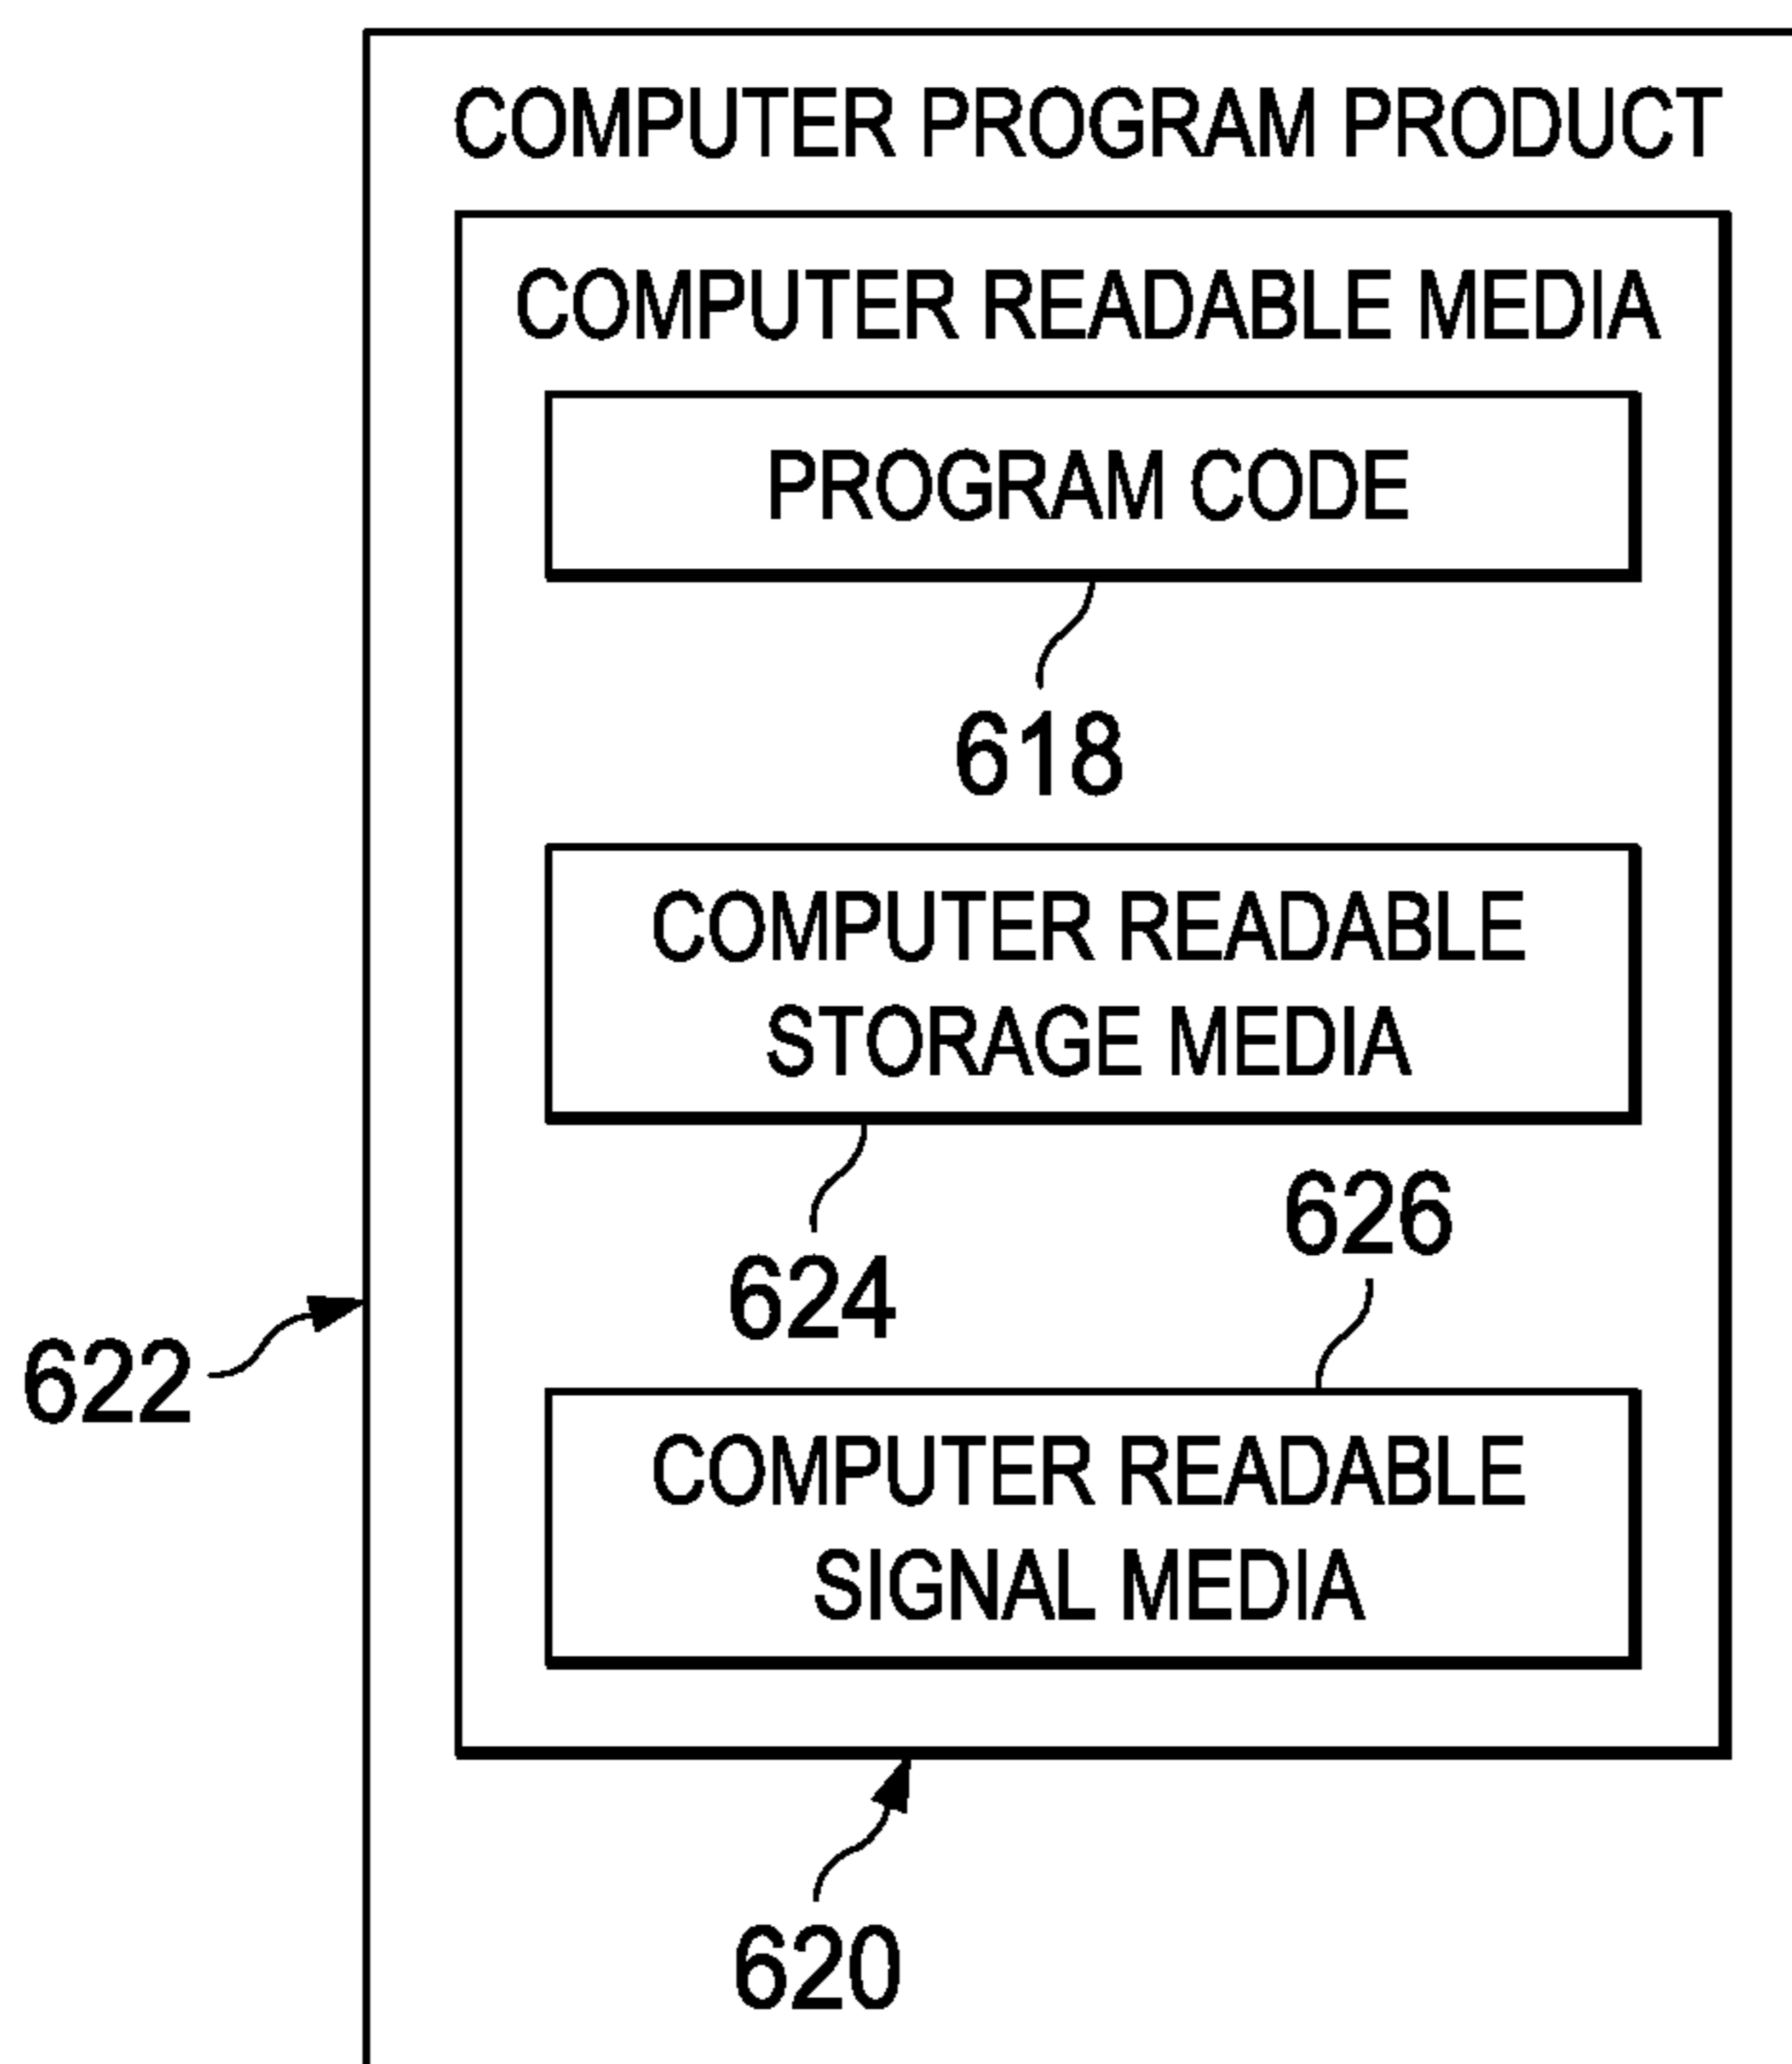 COMPUTER PROGRAM PRODUCT
COMPUTER READABLE MEDIA
PROGRAM CODE
618
COMPUTER READABLE
STORAGE MEDIA
624
626
622
COMPUTER READABLE
SIGNAL MEDIA
620